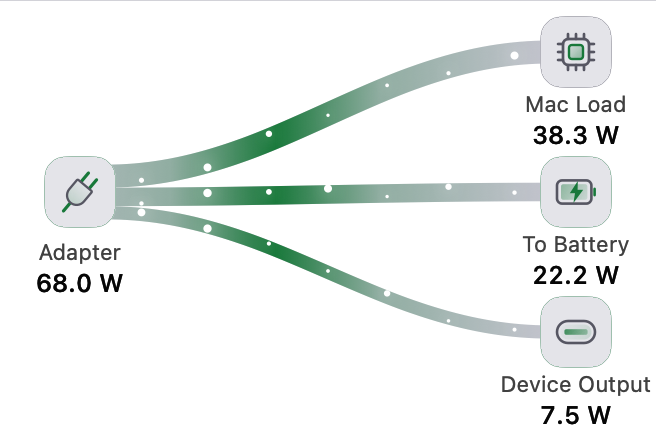 Mac Load
38.3 W
Adapter
68.0 W
To Battery
22.2 W
Device Output
7.5 W